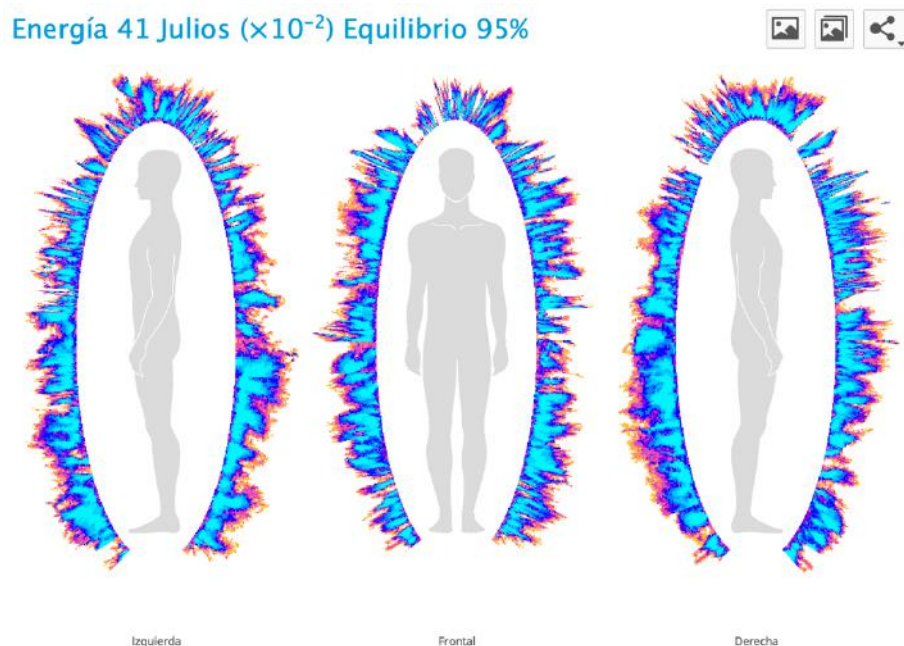 Energía 41 Julios (×10⁻²) Equilibrio 95%
Izquierda
Frontal
Derecha